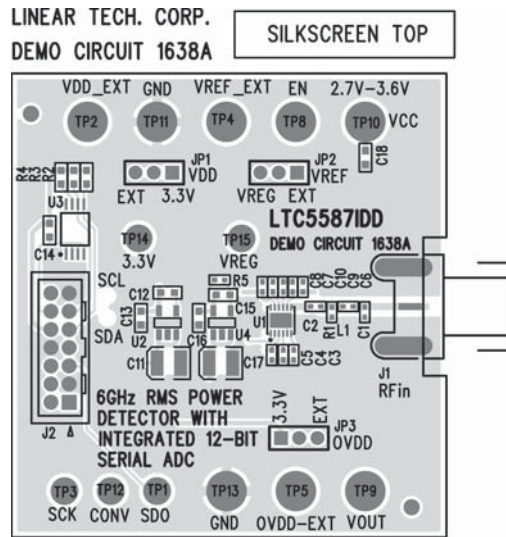 LINEAR TECH. CORP.
DEMO CIRCUIT 1638A
SILKSCREEN TOP
VDD_EXT GND VREF_EXT EN 2.7V-3.6V
TP2 TP11 TP4 TP8 TP10 VCC
R4 R3 R2
JP1 VDD
EXT 3.3V
JP2 VREF
VREG EXT
C18
U3
C14
LTC5587IDD
DEMO CIRCUIT 1638A
TP14
3.3V
TP15
VREG
SCL
SDA
C12
C13
U2
C11
R5
C15
C16
U4
C17
U1
C8 C7 C10 C9 C6
C2 R1 L1 C1
C5 C4 C3
J1
RFin
6GHz RMS POWER
DETECTOR WITH
INTEGRATED 12-BIT
SERIAL ADC
J2
3.3V EXT
JP3
OVDD
TP3 TP12 TP1 TP13 TP5 TP9
SCK CONV SDO GND OVDD-EXT VOUT